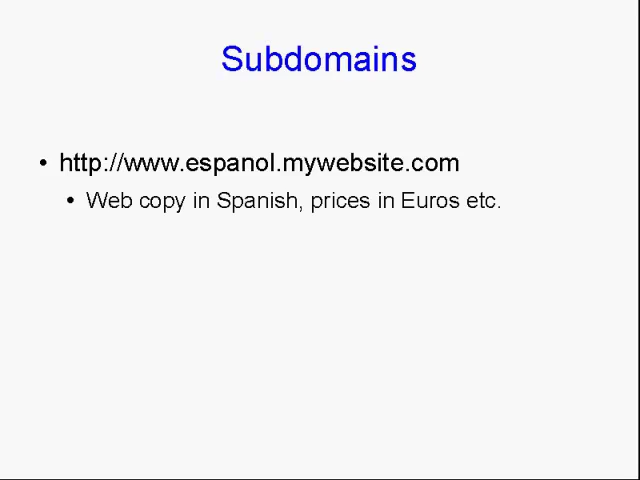 Subdomains
• http://www.espanol.mywebsite.com
• Web copy in Spanish, prices in Euros etc.